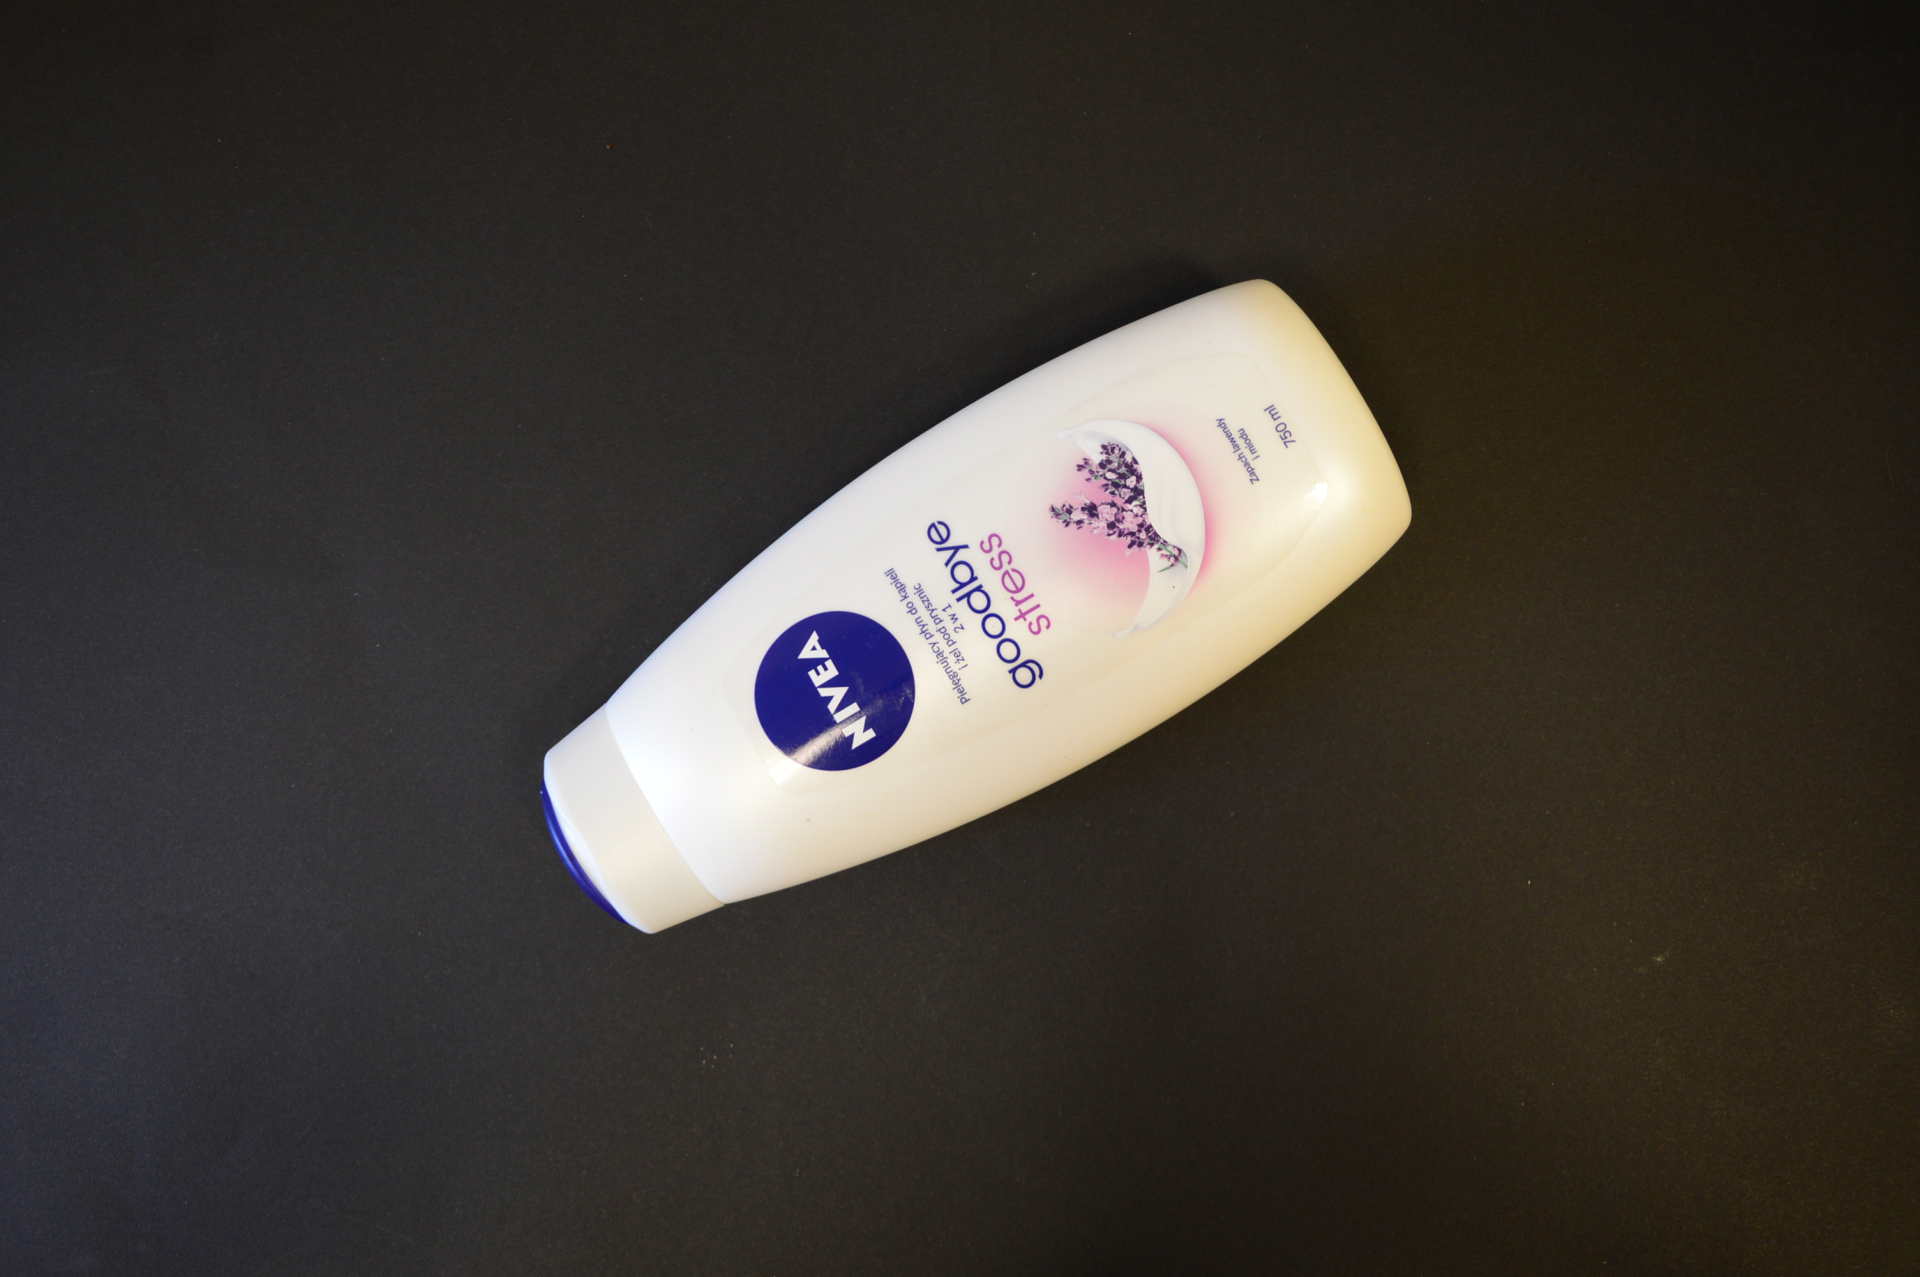 NIVEA
pielęgnujący płyn do kąpieli
i żel pod prysznic
2 w 1
goodbye
stress
Zapach lawendy
i miodu
750 ml